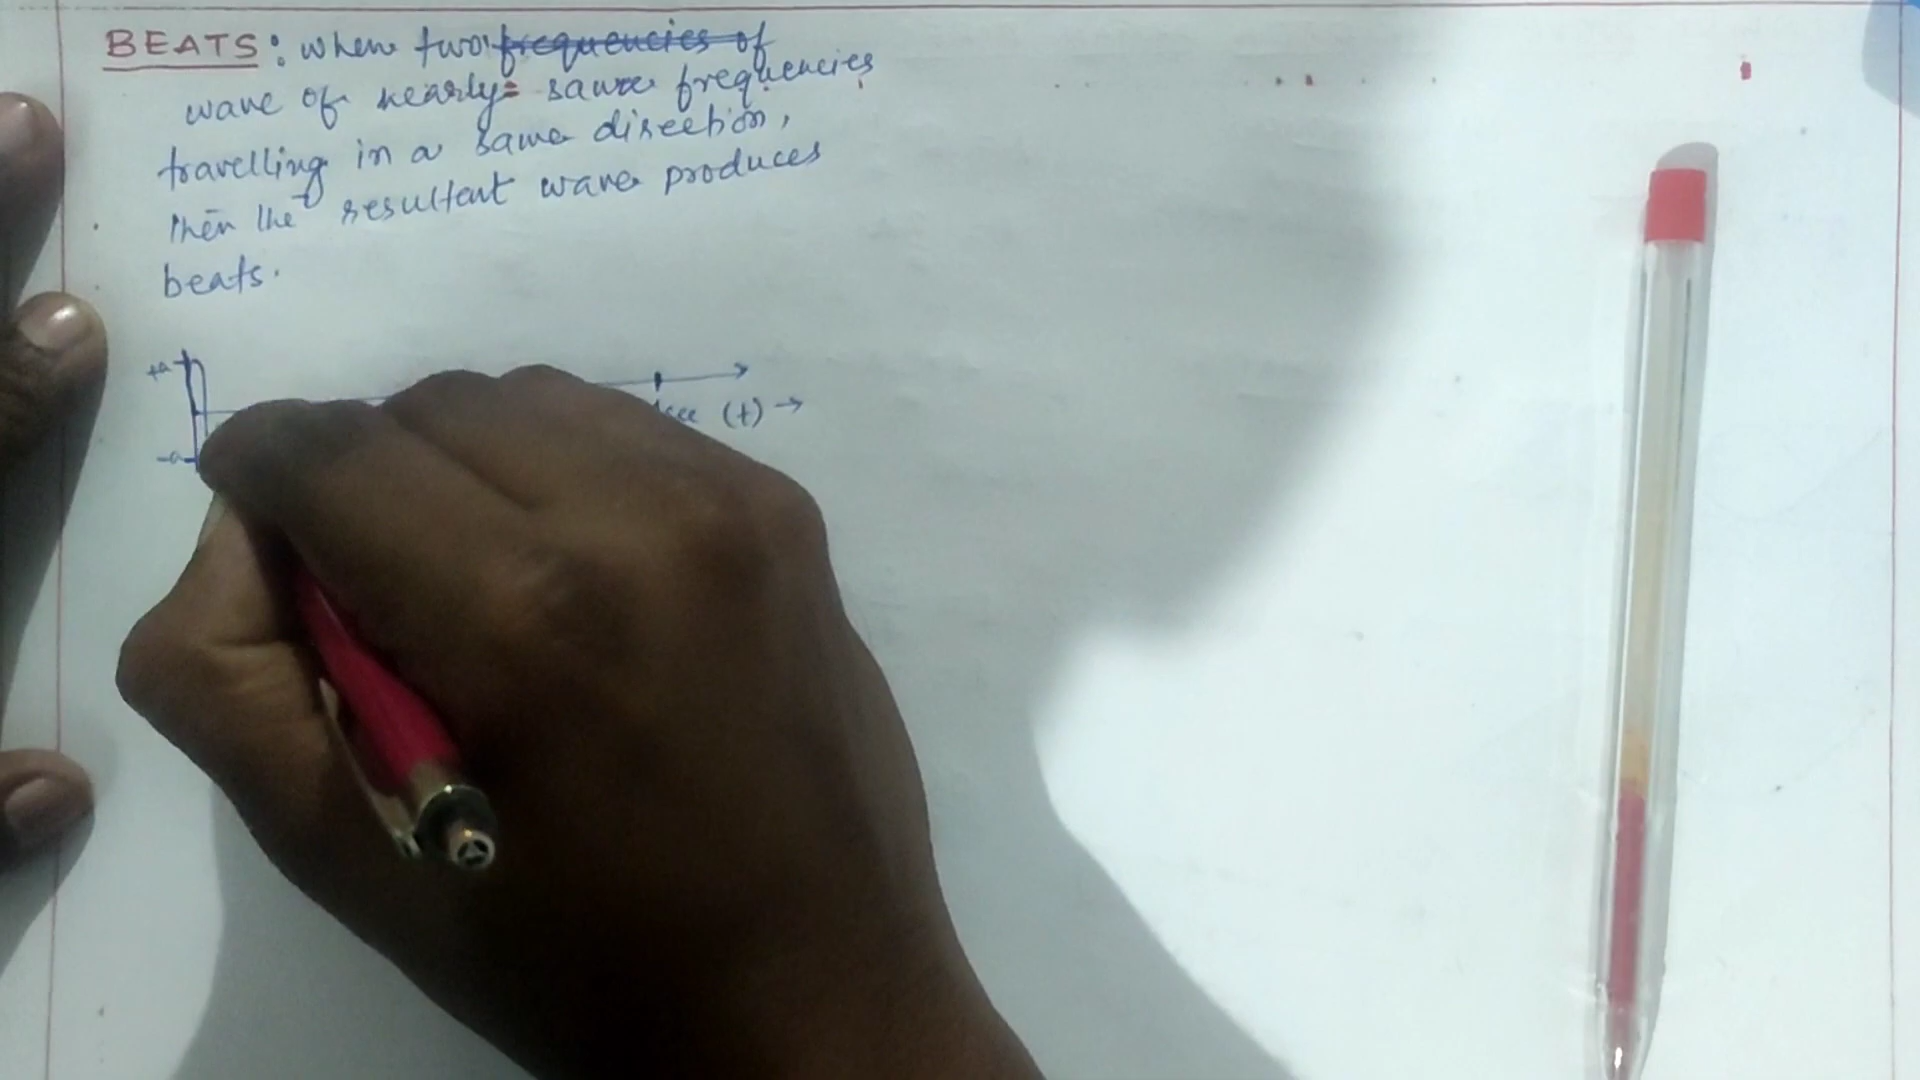 BEATS: when two frequencies of
wave of nearly= same frequencies
travelling in a same direction,
then the resultant wave produces
beats.
+a
-a
sec (t) →